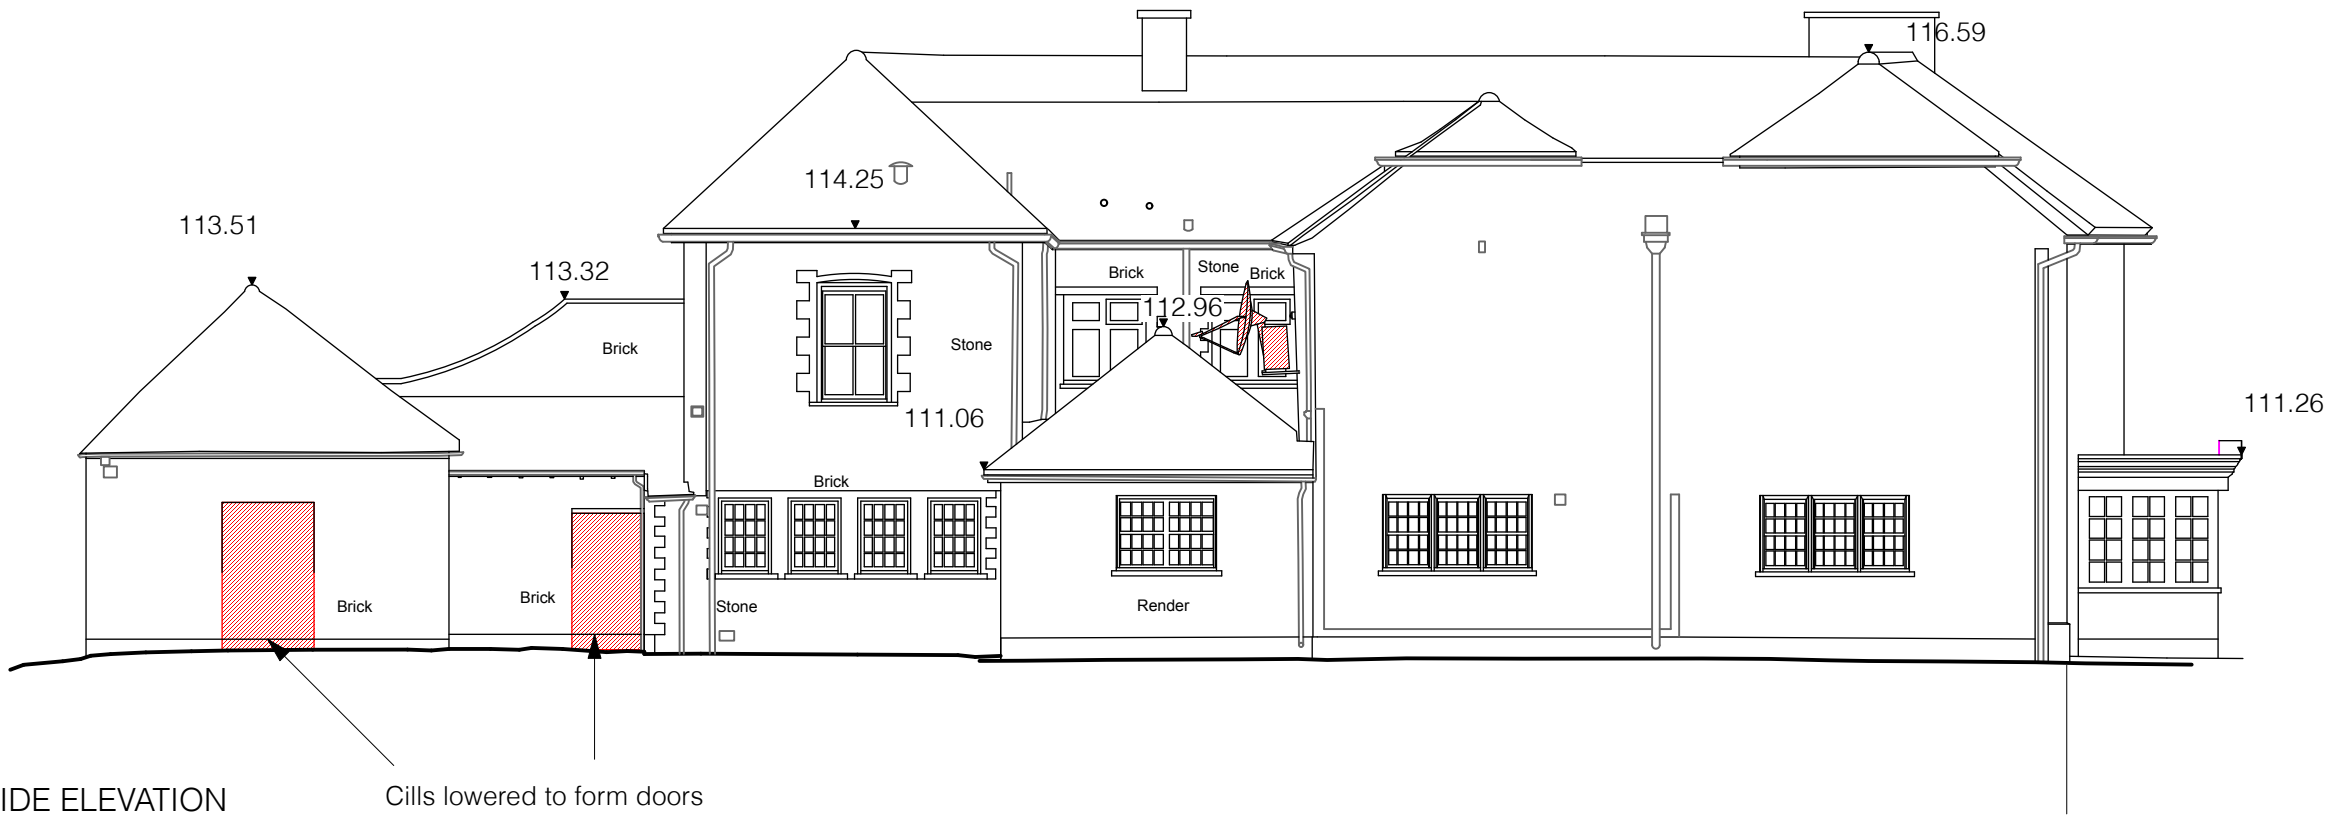 116.59
114.25
113.51
113.32
Brick
Stone
Brick
112.96
Brick
Stone
111.06
111.26
Brick
Brick
Brick
Stone
Render
IDE ELEVATION
Cills lowered to form doors